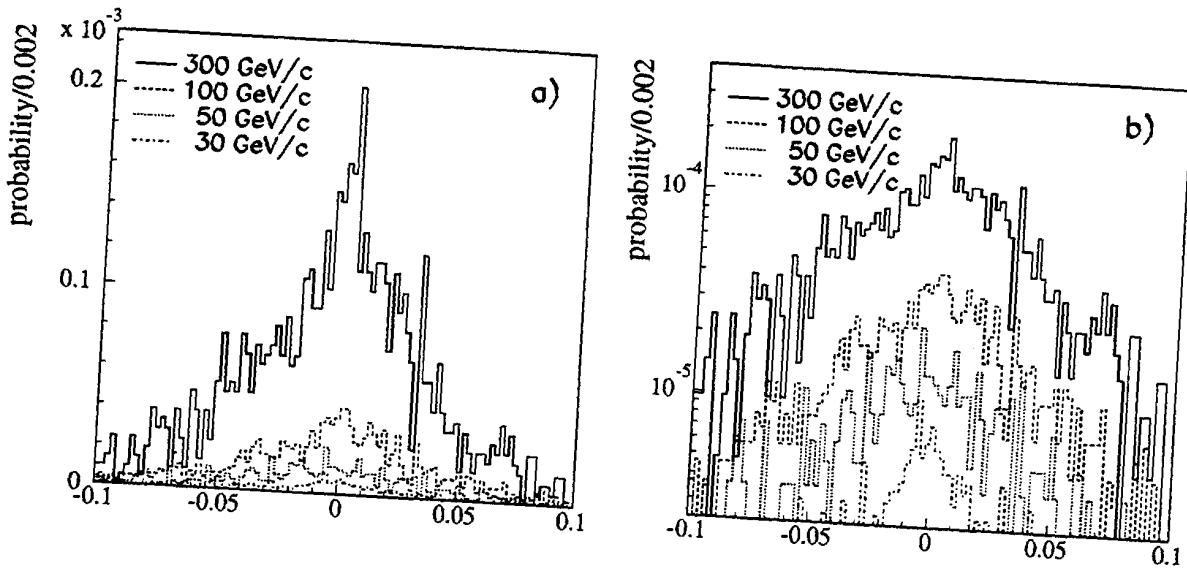 x 10⁻³
probability/0.002
0.2
0.1
0
300 GeV/c
100 GeV/c
50 GeV/c
30 GeV/c
a)
-0.1
-0.05
0
0.05
0.1
probability/0.002
10⁻⁴
10⁻⁵
300 GeV/c
100 GeV/c
50 GeV/c
30 GeV/c
b)
-0.1
-0.05
0
0.05
0.1